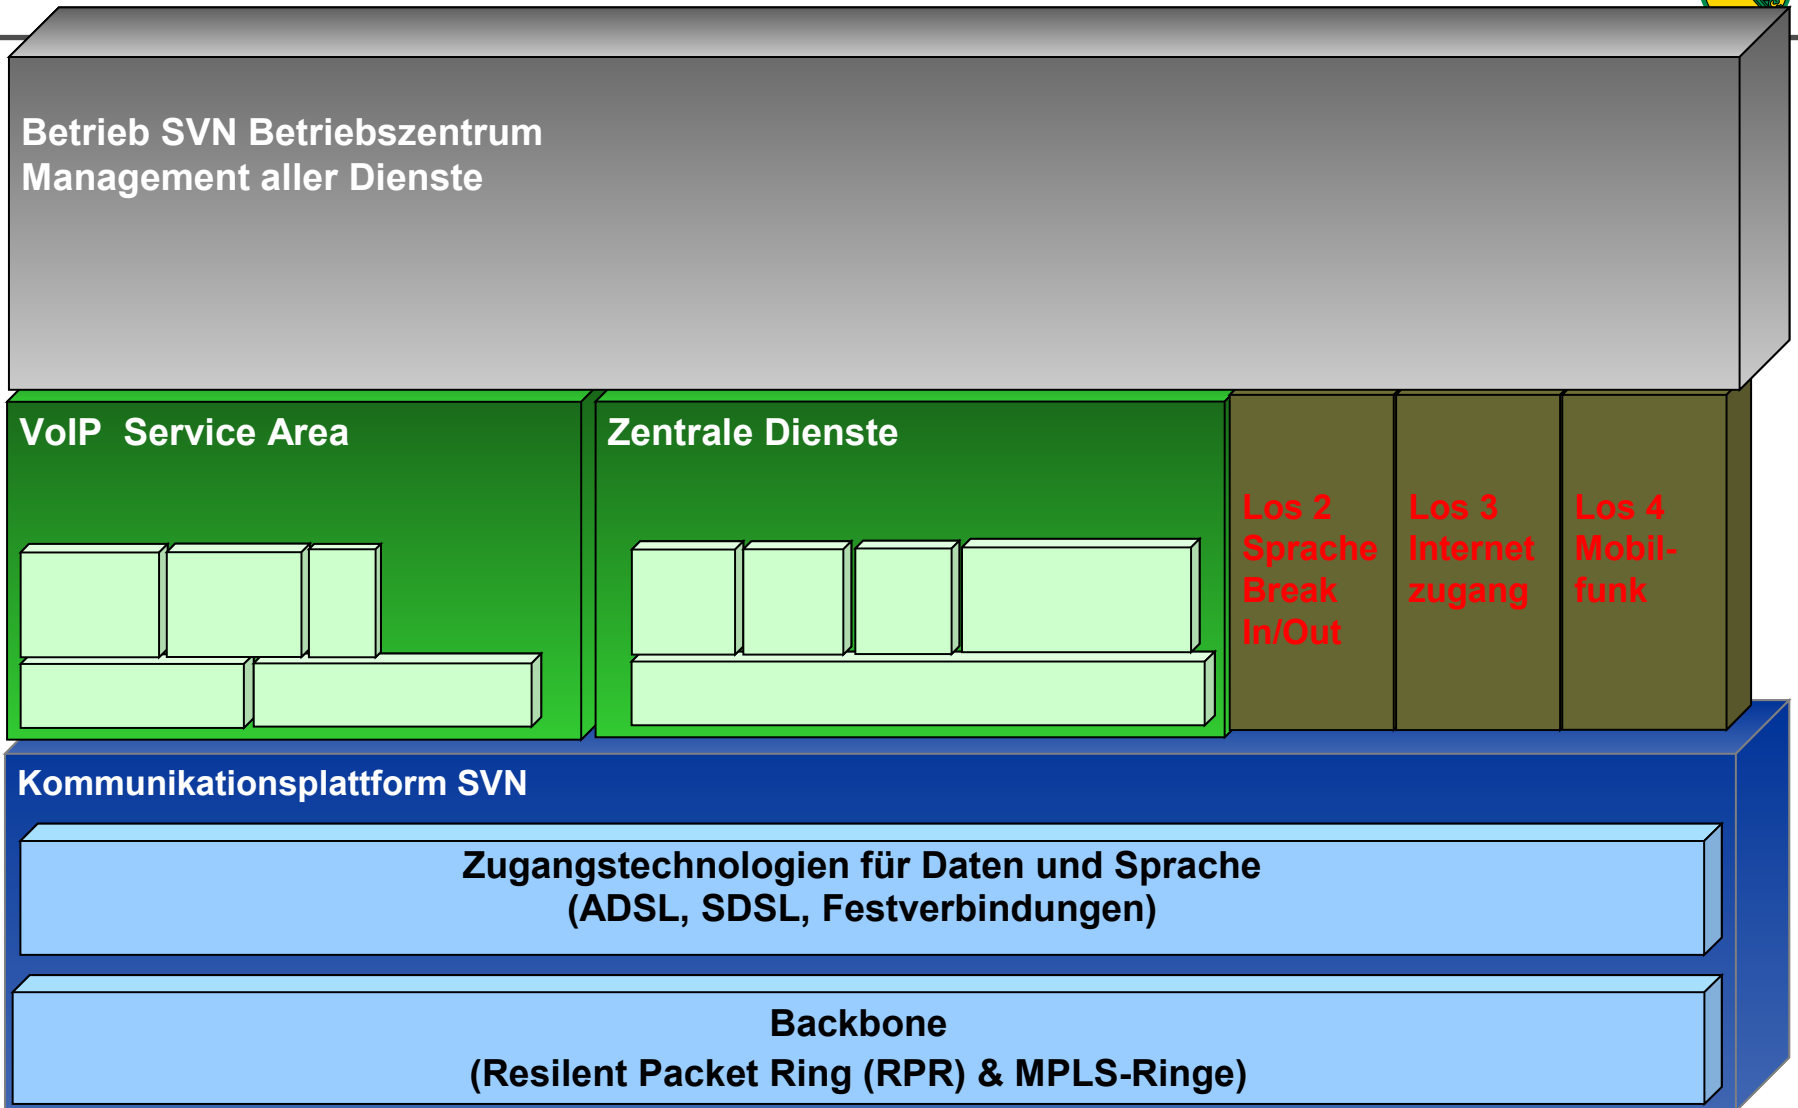 Betrieb SVN Betriebszentrum
Management aller Dienste
VoIP Service Area
Zentrale Dienste
Los 2
Sprache
Break
In/Out
Los 3
Internet
zugang
Los 4
Mobil-
funk
Kommunikationsplattform SVN
Zugangstechnologien für Daten und Sprache
(ADSL, SDSL, Festverbindungen)
Backbone
(Resilent Packet Ring (RPR) & MPLS-Ringe)